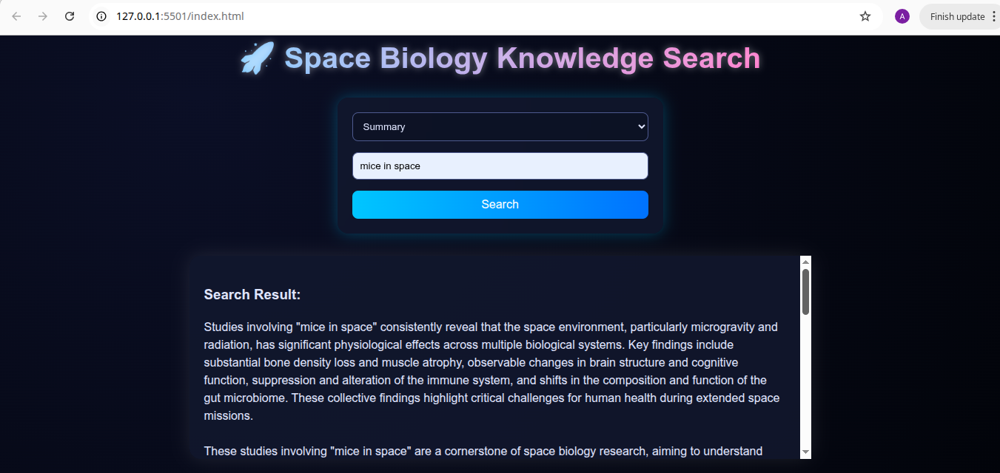 127.0.0.1:5501/index.html
A
Finish update
🚀 Space Biology Knowledge Search
Summary
mice in space
Search
Search Result:
Studies involving "mice in space" consistently reveal that the space environment, particularly microgravity and
radiation, has significant physiological effects across multiple biological systems. Key findings include
substantial bone density loss and muscle atrophy, observable changes in brain structure and cognitive
function, suppression and alteration of the immune system, and shifts in the composition and function of the
gut microbiome. These collective findings highlight critical challenges for human health during extended space
missions.
These studies involving "mice in space" are a cornerstone of space biology research, aiming to understand